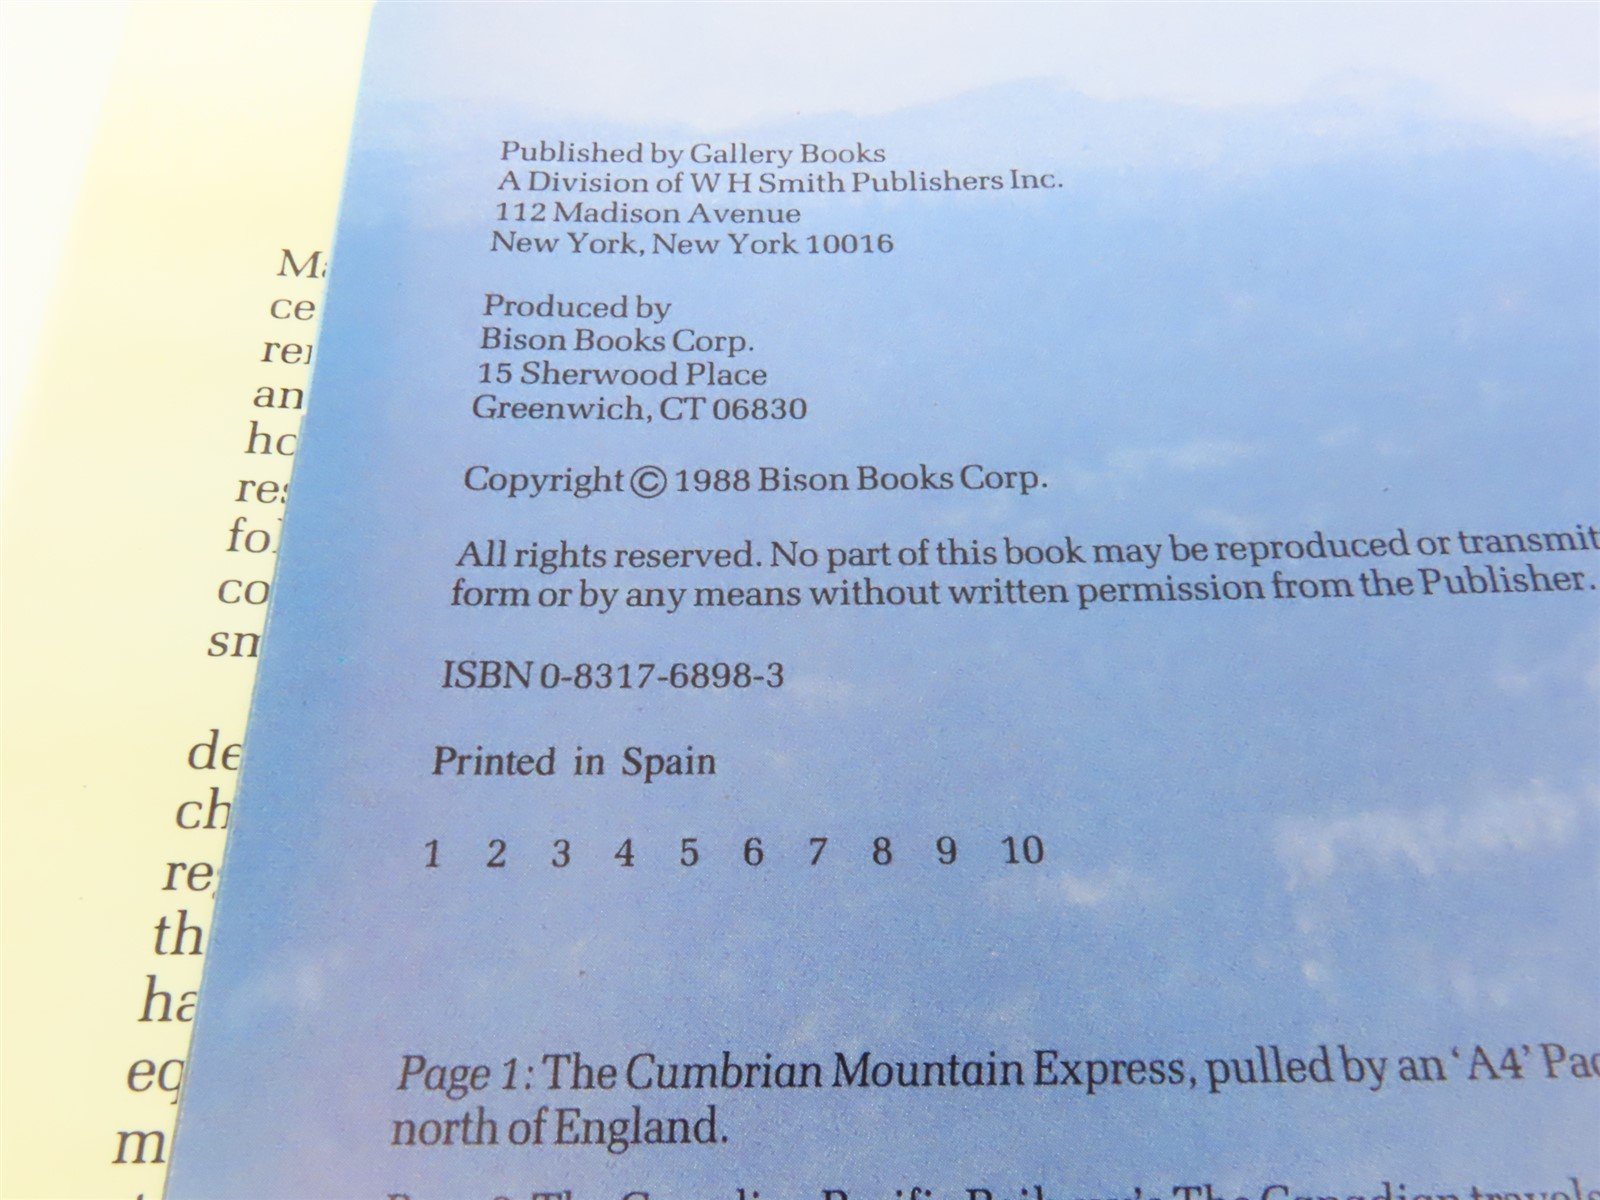 Published by Gallery Books
A Division of W H Smith Publishers Inc.
112 Madison Avenue
New York, New York 10016
Produced by
Bison Books Corp.
15 Sherwood Place
Greenwich, CT 06830
Copyright © 1988 Bison Books Corp.
All rights reserved. No part of this book may be reproduced or transmit
form or by any means without written permission from the Publisher.
ISBN 0-8317-6898-3
Printed in Spain
1 2 3 4 5 6 7 8 9 10
Page 1: The Cumbrian Mountain Express, pulled by an 'A4' Pac
north of England.